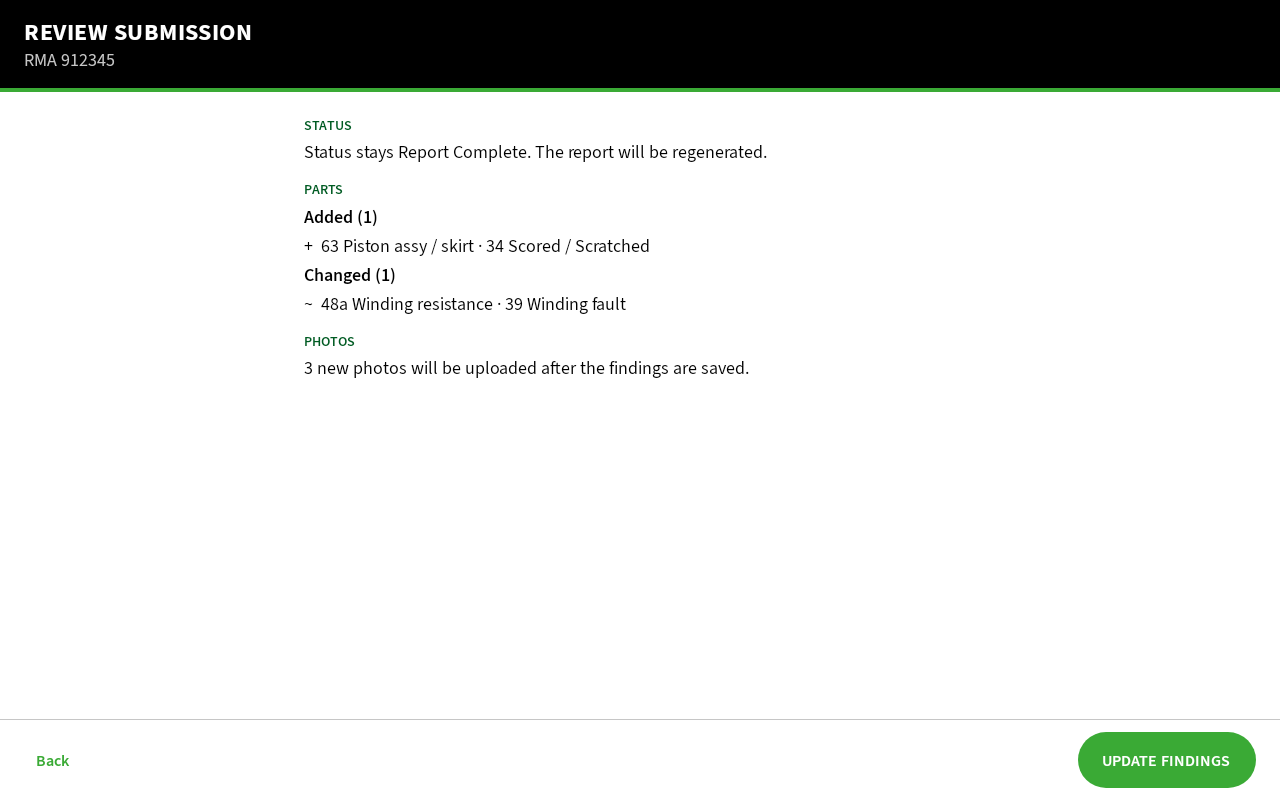 REVIEW SUBMISSION
RMA 912345
STATUS
Status stays Report Complete. The report will be regenerated.
PARTS
Added (1)
+ 63 Piston assy / skirt · 34 Scored / Scratched
Changed (1)
~ 48a Winding resistance · 39 Winding fault
PHOTOS
3 new photos will be uploaded after the findings are saved.
Back
UPDATE FINDINGS